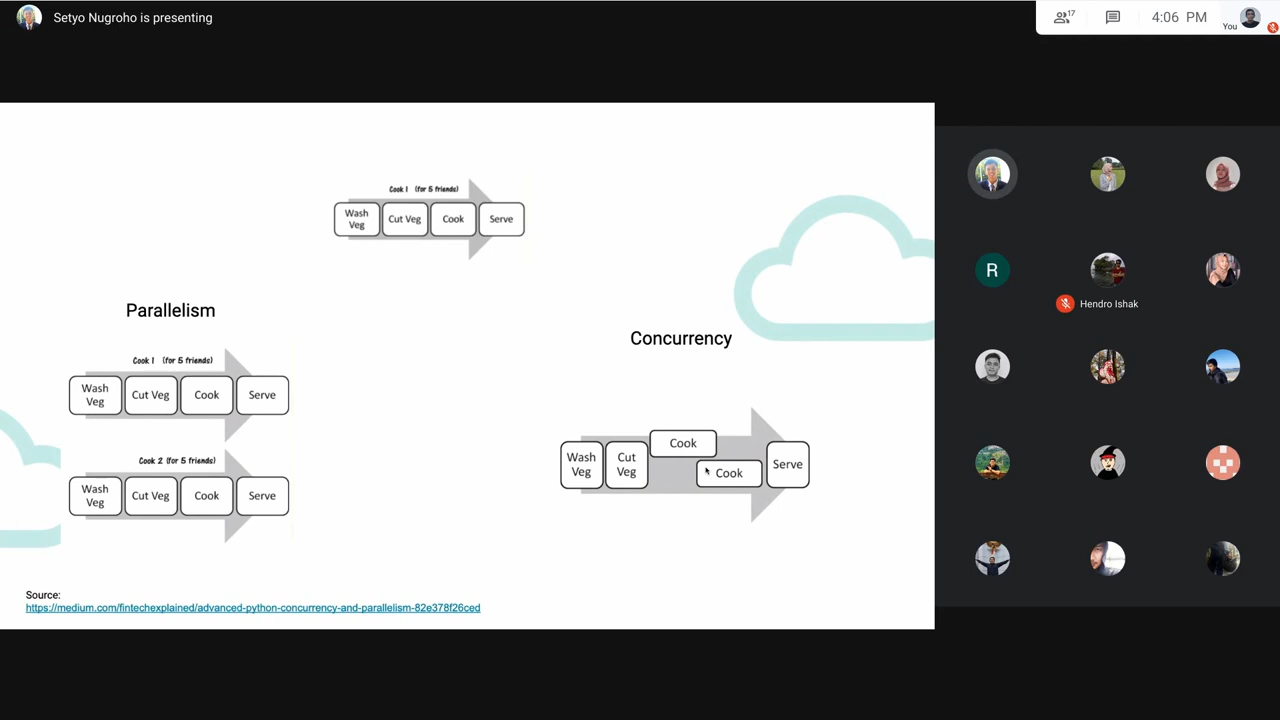 Setyo Nugroho is presenting
17
4:06 PM
You
Cook 1 (for 5 friends)
Wash Veg
Cut Veg
Cook
Serve
Parallelism
Cook 1 (for 5 friends)
Wash Veg
Cut Veg
Cook
Serve
Cook 2 (for 5 friends)
Wash Veg
Cut Veg
Cook
Serve
Concurrency
Wash Veg
Cut Veg
Cook
Cook
Serve
Source:
https://medium.com/fintechexplained/advanced-python-concurrency-and-parallelism-82e378f26ced
R
Hendro Ishak